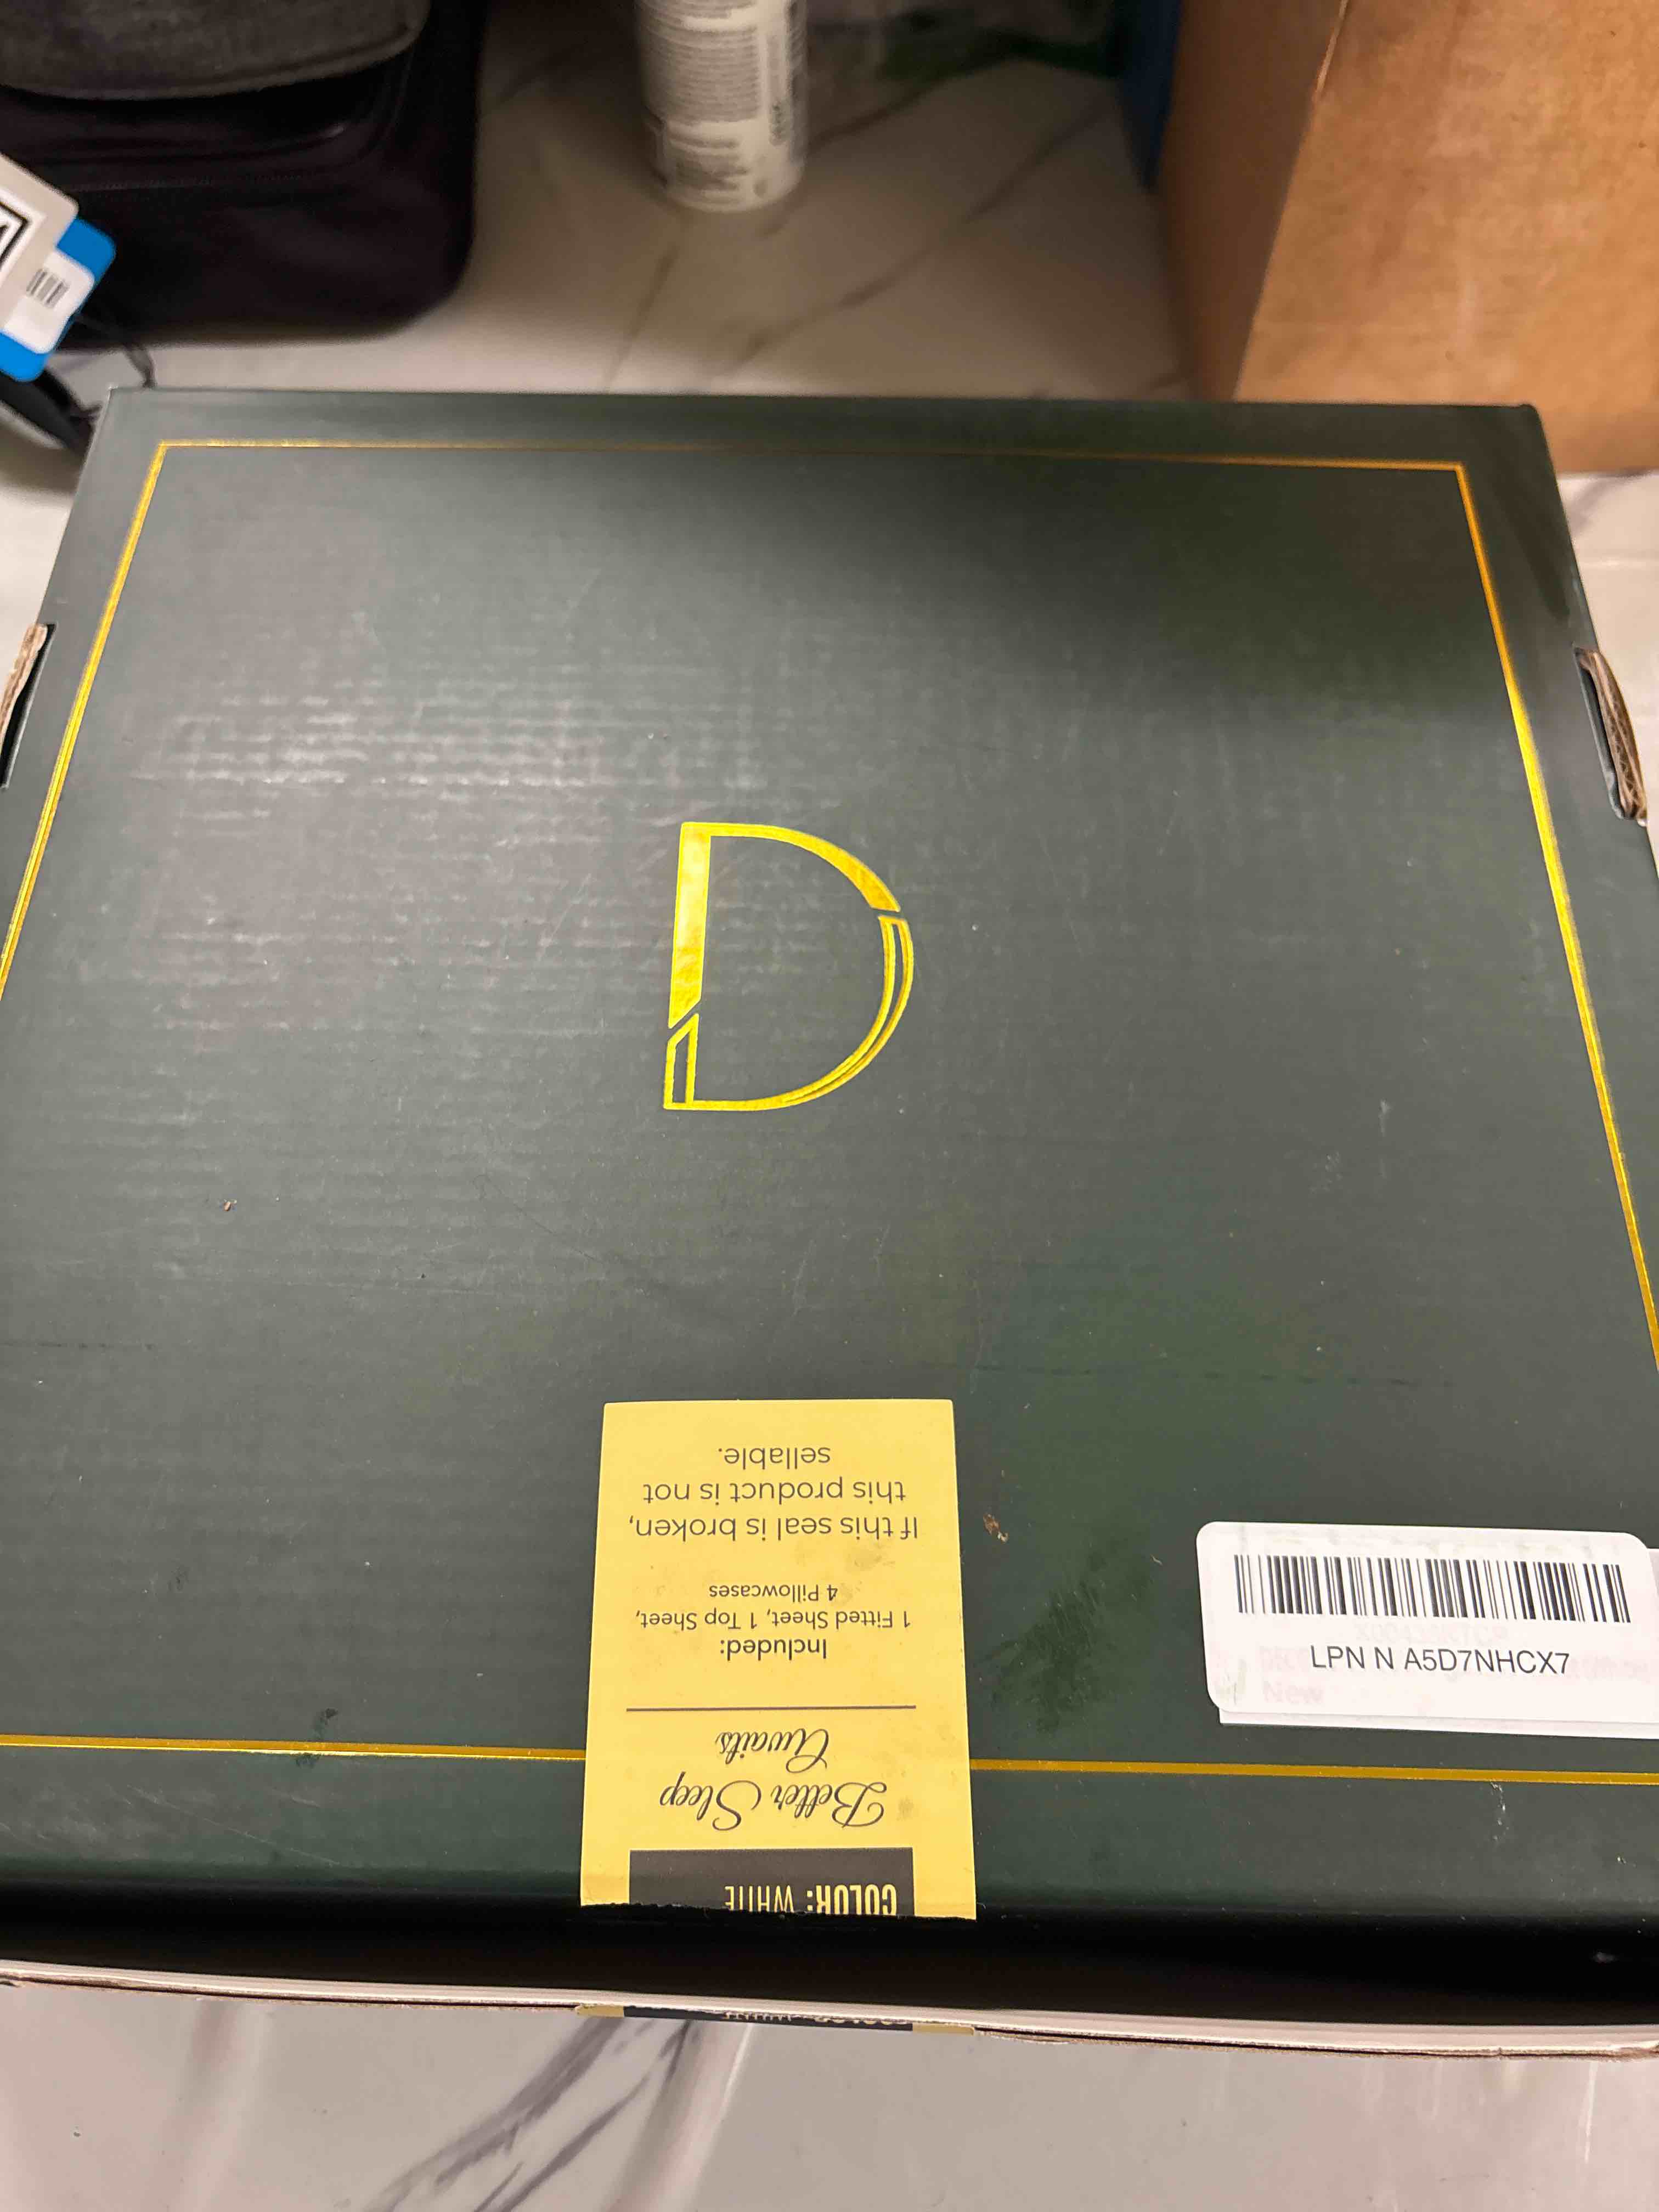 D
COLOR: WHITE
Better Sleep
Awaits
Included:
1 Fitted Sheet, 1 Top Sheet,
4 Pillowcases
If this seal is broken,
this product is not
sellable.
LPN N A5D7NHCX7
New